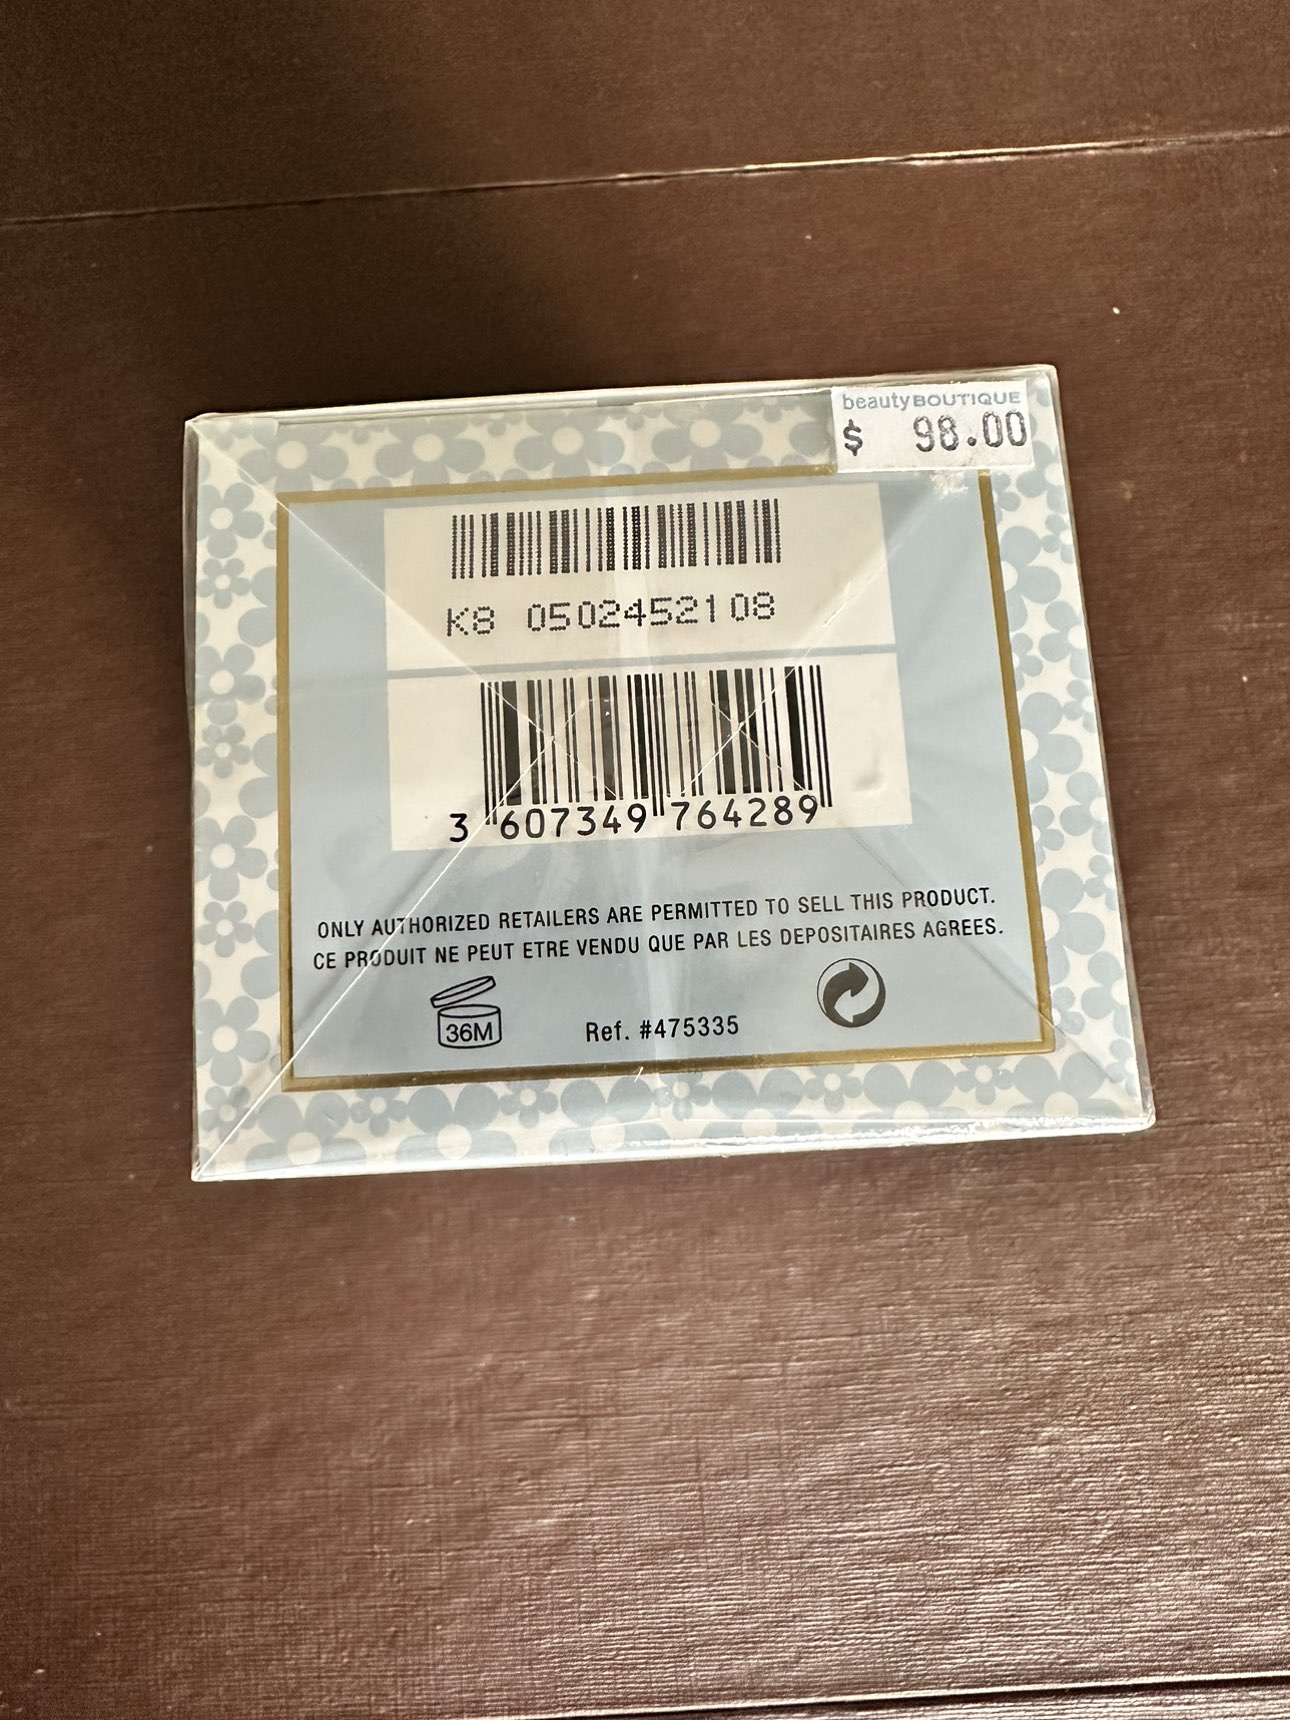 beautyBOUTIQUE
$ 98.00
K8 0502452108
3 607349 764289
ONLY AUTHORIZED RETAILERS ARE PERMITTED TO SELL THIS PRODUCT.
CE PRODUIT NE PEUT ETRE VENDU QUE PAR LES DEPOSITAIRES AGREES.
36M
Ref. #475335